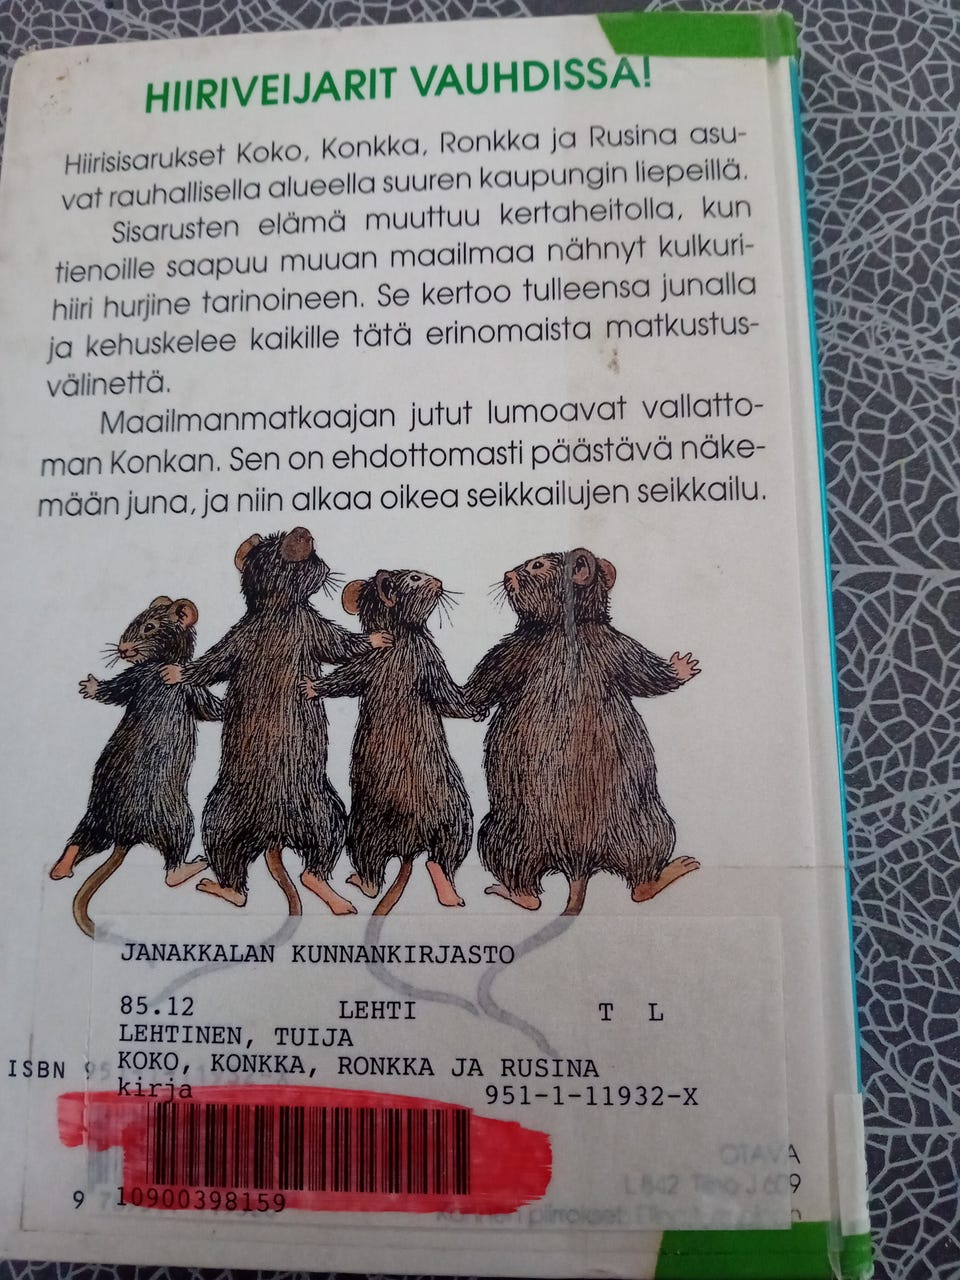 HIIRIVEIJARIT VAUHDISSA!
Hiirisisarukset Koko, Konkka, Ronkka ja Rusina asu-
vat rauhallisella alueella suuren kaupungin liepeillä.
Sisarusten elämä muuttuu kertaheitolla, kun
tienoille saapuu muuan maailmaa nähnyt kulkuri-
hiiri hurjine tarinoineen. Se kertoo tulleensa junalla
ja kehuskelee kaikille tätä erinomaista matkustus-
välinettä.
Maailmanmatkaajan jutut lumoavat vallatto-
man Konkan. Sen on ehdottomasti päästävä näke-
mään juna, ja niin alkaa oikea seikkailujen seikkailu.
JANAKKALAN KUNNANKIRJASTO
85.12 LEHTI T L
LEHTINEN, TUIJA
KOKO, KONKKA, RONKKA JA RUSINA
ISBN
kirja 951-1-11932-X
OTAVA
9 10900398159